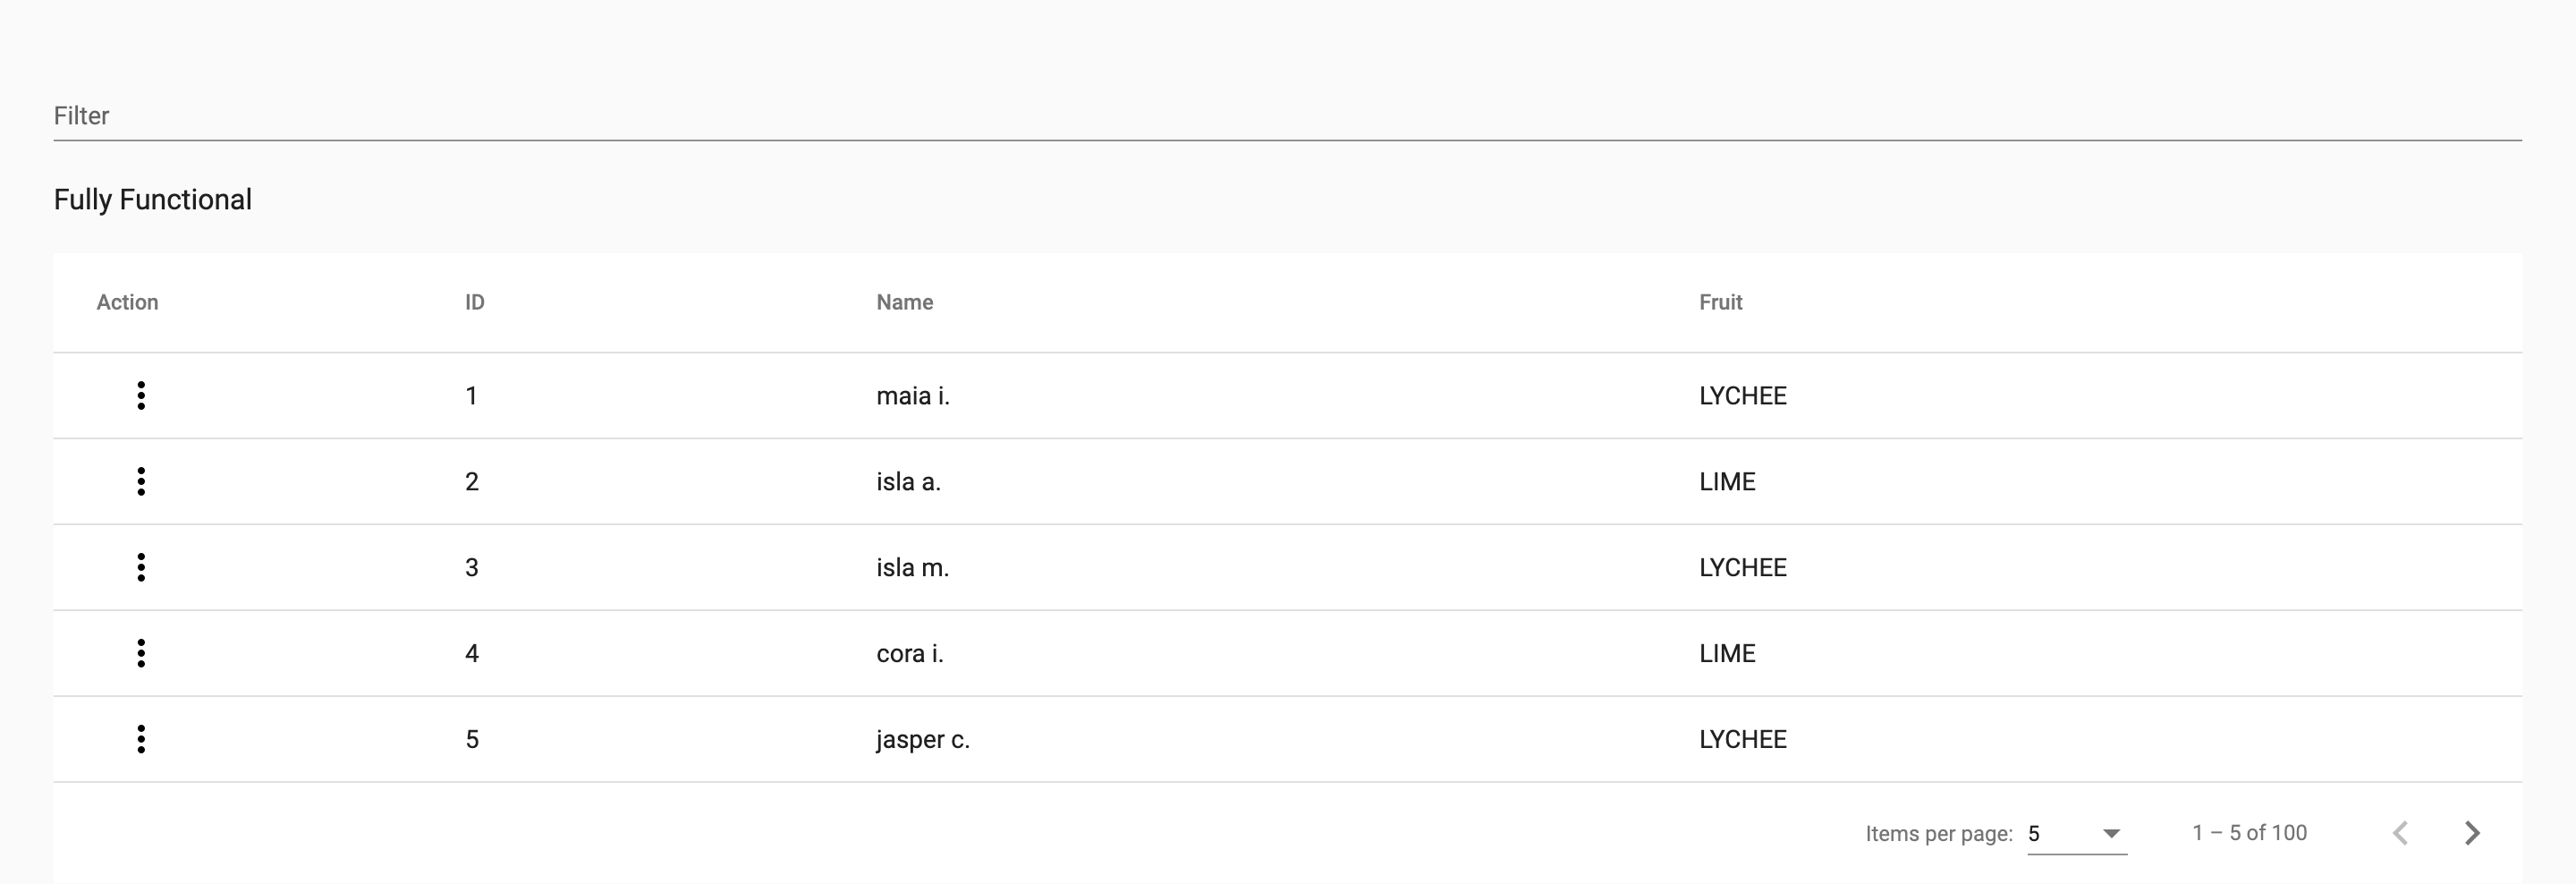 Filter
Fully Functional
Action ID Name Fruit
1 maia i. LYCHEE
2 isla a. LIME
3 isla m. LYCHEE
4 cora i. LIME
5 jasper c. LYCHEE
Items per page: 5 1 – 5 of 100